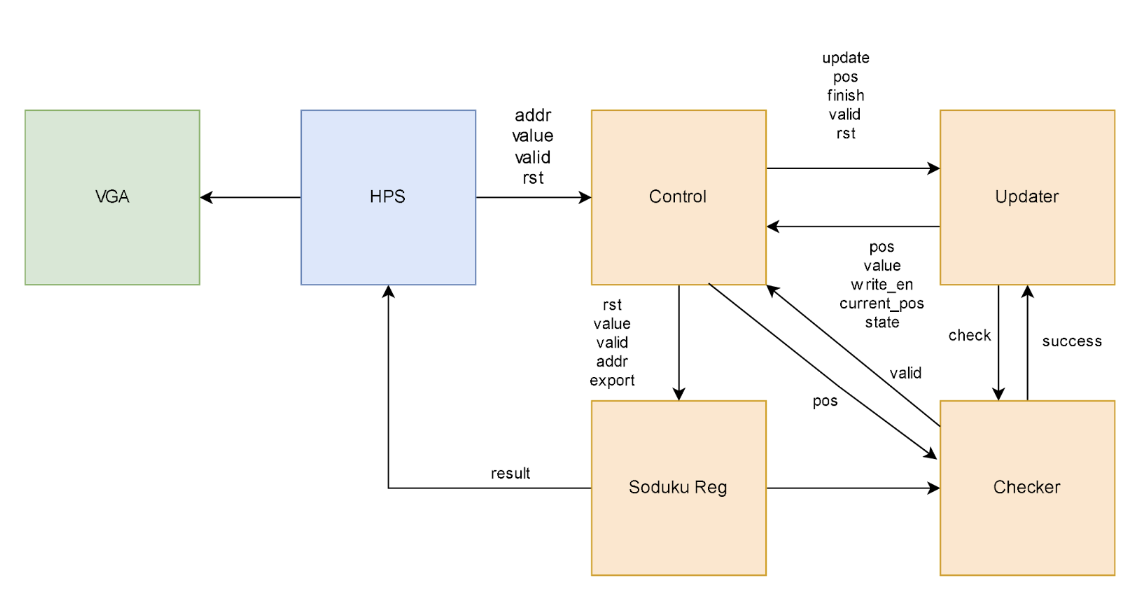 update
pos
finish
valid
rst
addr
value
valid
rst
VGA
HPS
Control
Updater
pos
value
write_en
current_pos
state
rst
value
valid
addr
export
check
success
valid
pos
result
Soduku Reg
Checker